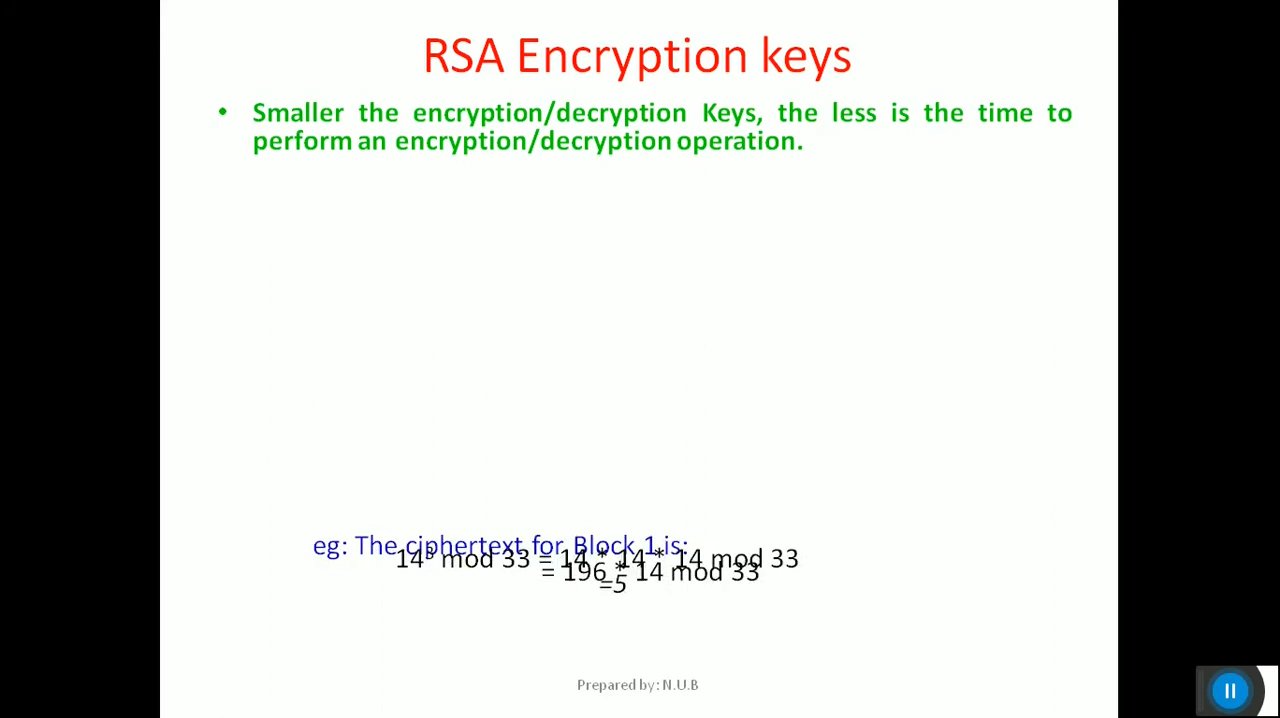 RSA Encryption keys
• Smaller the encryption/decryption Keys, the less is the time to
perform an encryption/decryption operation.
eg: The ciphertext for Block 1 is:
14³ mod 33 = 14 * 14 * 14 mod 33
= 196 * 14 mod 33
=5
Prepared by: N.U.B